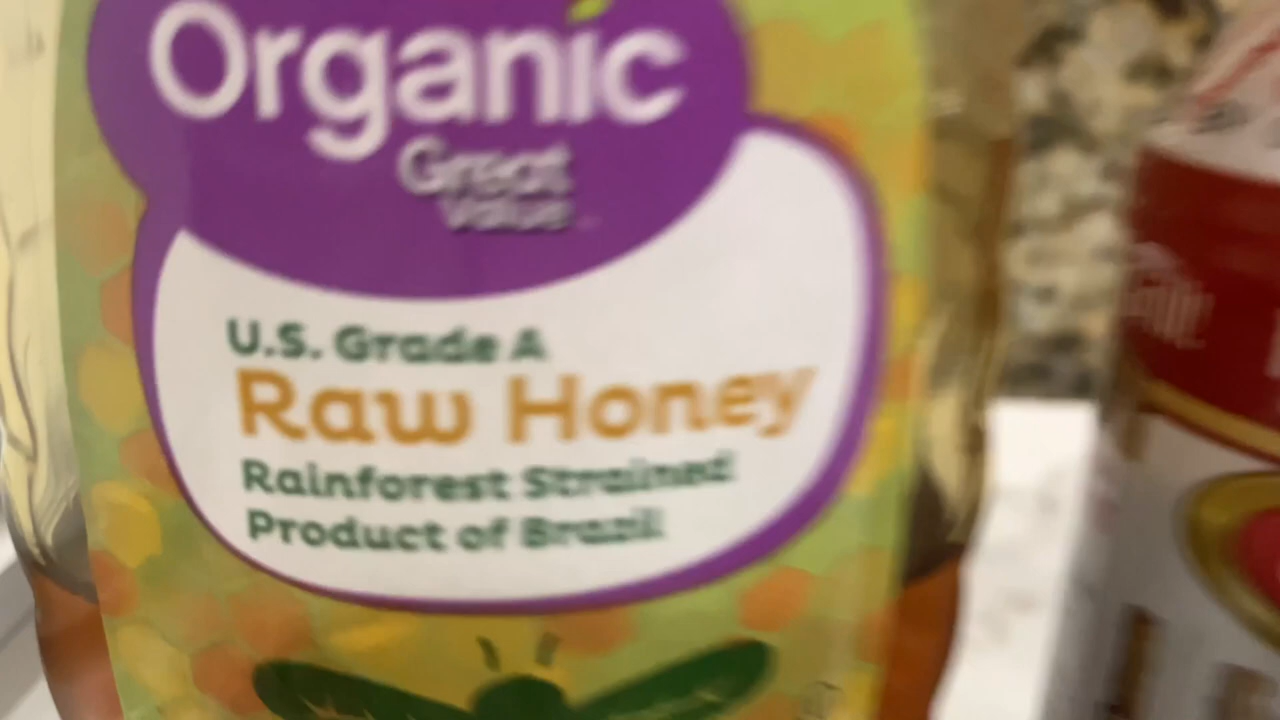 Organic
Great
Value
U.S. Grade A
Raw Honey
Rainforest Strained
Product of Brazil